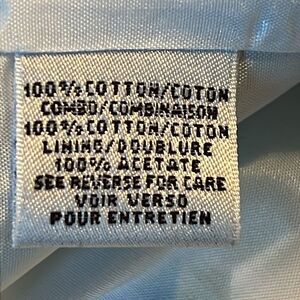 100% COTTON/COTON
COMBO/COMBINAISON
100% COTTON/COTON
LINING/DOUBLURE
100% ACETATE
SEE REVERSE FOR CARE
VOIR VERSO
POUR ENTRETIEN